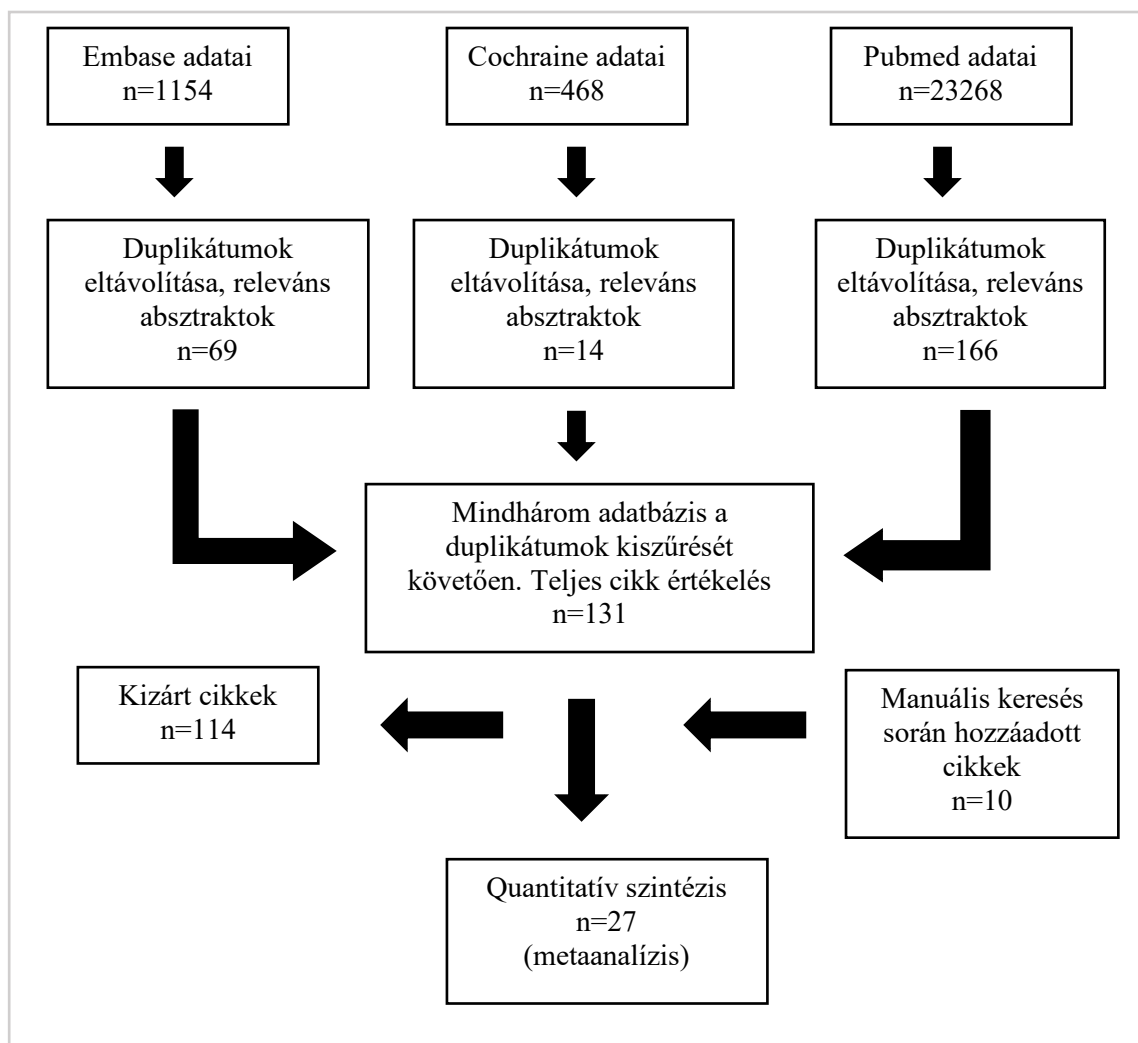 Embase adatai
n=1154
Cochraine adatai
n=468
Pubmed adatai
n=23268
Duplikátumok
eltávolítása, releváns
absztraktok
n=69
Duplikátumok
eltávolítása, releváns
absztraktok
n=14
Duplikátumok
eltávolítása, releváns
absztraktok
n=166
Mindhárom adatbázis a
duplikátumok kiszűrését
követően. Teljes cikk értékelés
n=131
Kizárt cikkek
n=114
Manuális keresés
során hozzáadott
cikkek
n=10
Quantitatív szintézis
n=27
(metaanalízis)